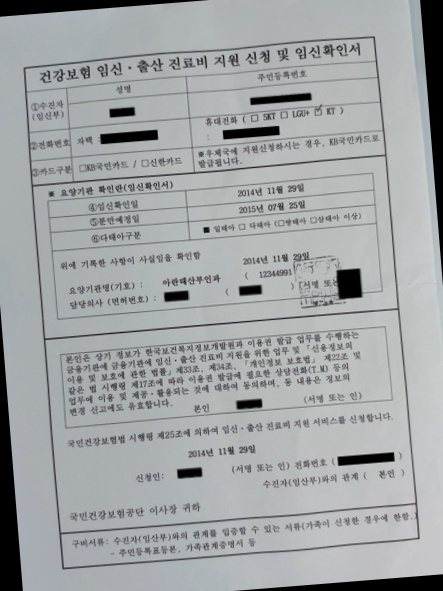 건강보험 임신·출산 진료비 지원 신청 및 임신확인서
①수진자
(임신부)
성명
주민등록번호
②전화번호
자택 :
휴대전화 ( □ SKT □ LGU+ ☑ KT )
:
③카드구분
□KB국민카드 / □신한카드
※우체국에 지원신청하시는 경우, KB국민카드로
발급됩니다.
※ 요양기관 확인란(임신확인서)
④임신확인일
2014년 11월 29일
⑤분만예정일
2015년 07월 25일
⑥다태아구분
■ 일태아 □ 다태아 (□쌍태아 □삼태아 이상)
위에 기록한 사항이 사실임을 확인함
2014년 11월 29일
요양기관명(기호) : 아란태산부인과 ( 12344991
담당의사 (면허번호) : ( ) (서명 또는
본인은 상기 정보가 한국보건복지정보개발원과 이용권 발급 업무를 수행하는
금융기관에 금융기관에 임신·출산 진료비 지원을 위한 업무 및 「신용정보의
이용 및 보호에 관한 법률」제33조, 제34조, 「개인정보 보호법」 제22조 및
같은 법 시행령 제17조에 따라 이용권 발급에 필요한 상담전화(T.M) 등의
업무에 이용 및 제공·활용되는 것에 대하여 동의하며, 동 내용은 정보의
변경 신고에도 유효합니다.
본인 (서명 또는 인)
국민건강보험법 시행령 제25조에 의하여 임신·출산 진료비 지원 서비스를 신청합니다.
2014년 11월 29일
신청인: (서명 또는 인) 전화번호 ( )
수진자(임산부)와의 관계 ( 본인 )
국민건강보험공단 이사장 귀하
구비서류: 수진자(임산부)와의 관계를 입증할 수 있는 서류(가족이 신청한 경우에 한함.)
- 주민등록표등본, 가족관계증명서 등